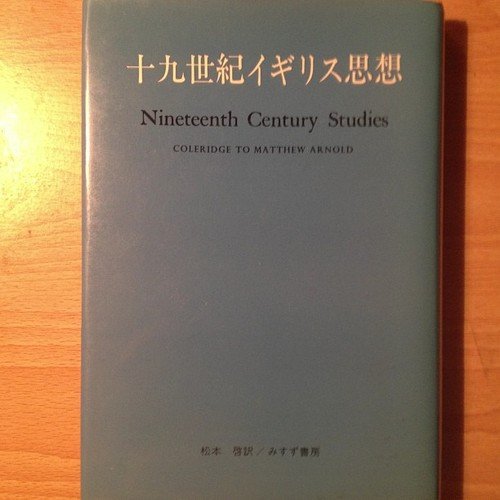 十九世紀イギリス思想
Nineteenth Century Studies
COLERIDGE TO MATTHEW ARNOLD
松本 啓訳/みすず書房